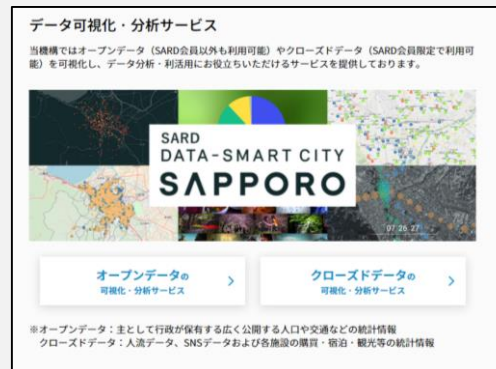 データ可視化・分析サービス
当機構ではオープンデータ（SARD会員以外も利用可能）やクローズドデータ（SARD会員限定で利用可
能）を可視化し、データ分析・利活用にお役立ちいただけるサービスを提供しております。
SARD
DATA-SMART CITY
SAPPORO
07 26 27
オープンデータの
可視化・分析サービス
クローズドデータの
可視化・分析サービス
※オープンデータ：主として行政が保有する広く公開する人口や交通などの統計情報
クローズドデータ：人流データ、SNSデータおよび各施設の購買・宿泊・観光等の統計情報